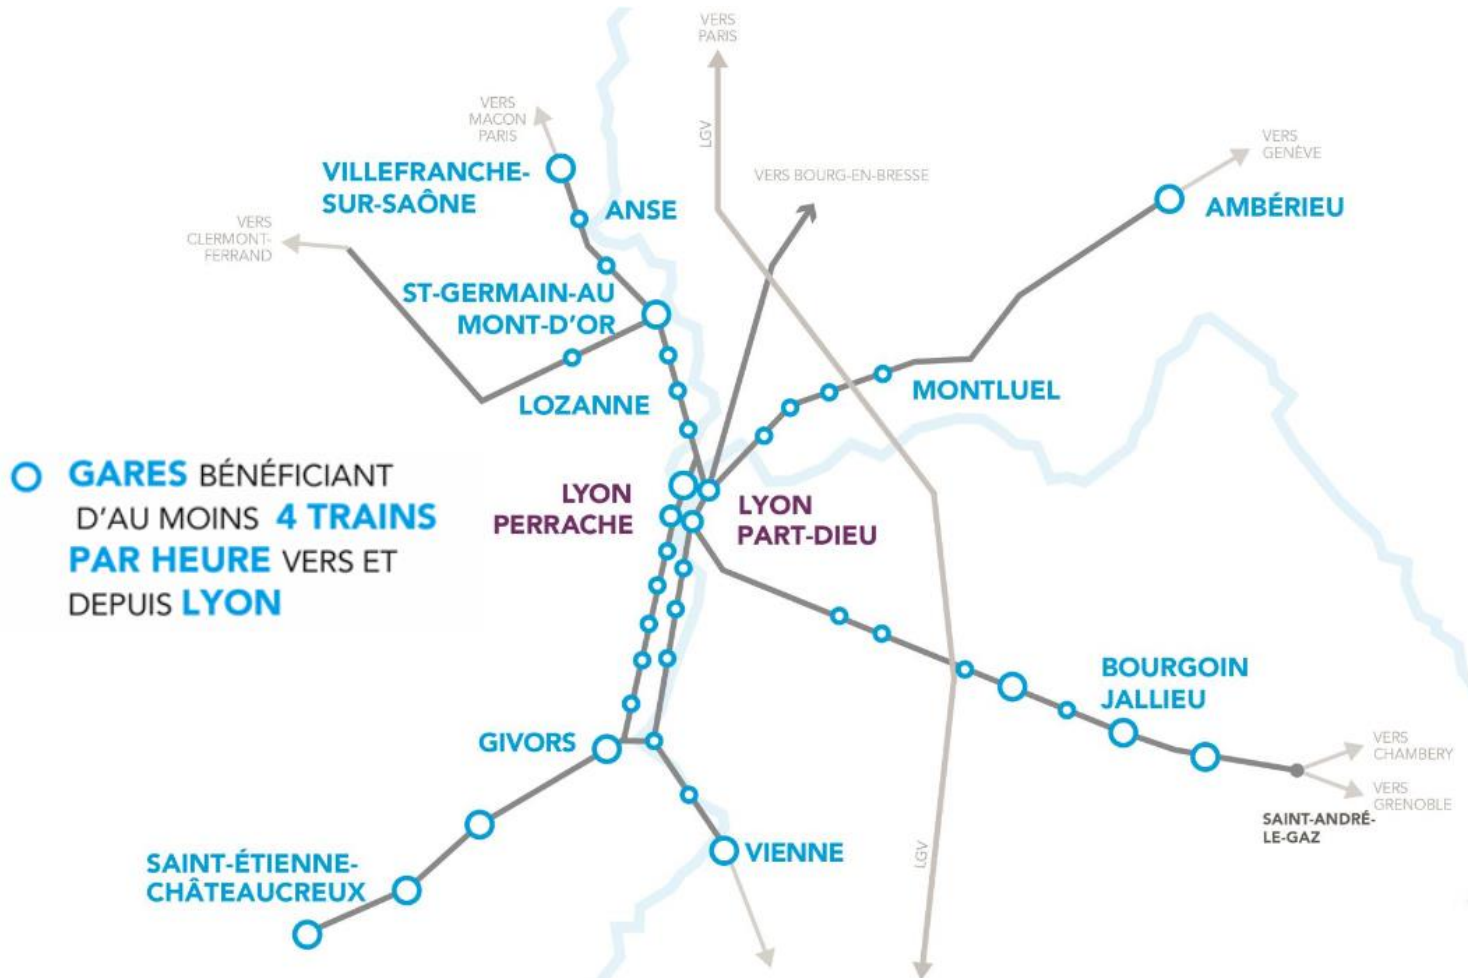 VERS
PARIS
LGV
VERS
MACON
PARIS
VERS
GENÈVE
VILLEFRANCHE-
SUR-SAÔNE
VERS BOURG-EN-BRESSE
ANSE
AMBÉRIEU
VERS
CLERMONT-
FERRAND
ST-GERMAIN-AU
MONT-D'OR
LOZANNE
MONTLUEL
GARES BÉNÉFICIANT
D'AU MOINS 4 TRAINS
PAR HEURE VERS ET
DEPUIS LYON
LYON
PERRACHE
LYON
PART-DIEU
BOURGOIN
JALLIEU
GIVORS
VERS
CHAMBERY
VERS
GRENOBLE
SAINT-ANDRÉ-
LE-GAZ
SAINT-ÉTIENNE-
CHÂTEAUCREUX
VIENNE
LGV